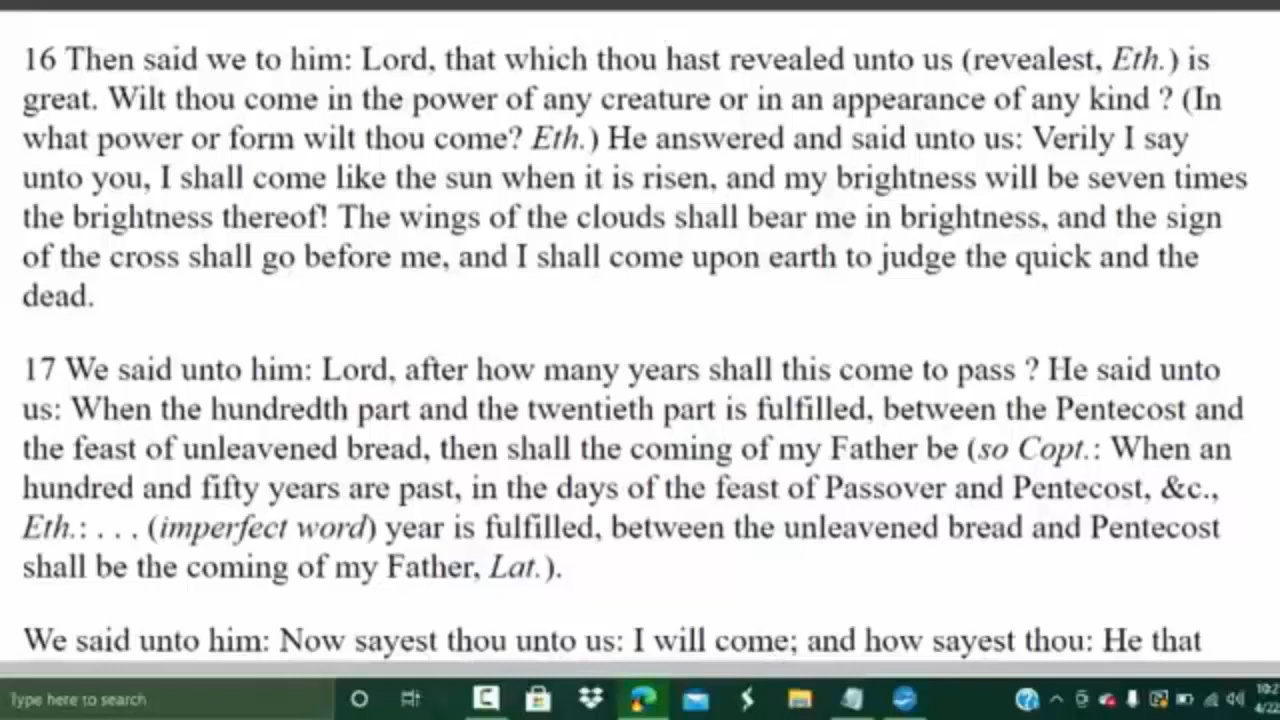 16 Then said we to him: Lord, that which thou hast revealed unto us (revealest, Eth.) is
great. Wilt thou come in the power of any creature or in an appearance of any kind ? (In
what power or form wilt thou come? Eth.) He answered and said unto us: Verily I say
unto you, I shall come like the sun when it is risen, and my brightness will be seven times
the brightness thereof! The wings of the clouds shall bear me in brightness, and the sign
of the cross shall go before me, and I shall come upon earth to judge the quick and the
dead.
17 We said unto him: Lord, after how many years shall this come to pass ? He said unto
us: When the hundredth part and the twentieth part is fulfilled, between the Pentecost and
the feast of unleavened bread, then shall the coming of my Father be (so Copt.: When an
hundred and fifty years are past, in the days of the feast of Passover and Pentecost, &c.,
Eth.: . . . (imperfect word) year is fulfilled, between the unleavened bread and Pentecost
shall be the coming of my Father, Lat.).
We said unto him: Now sayest thou unto us: I will come; and how sayest thou: He that
Type here to search